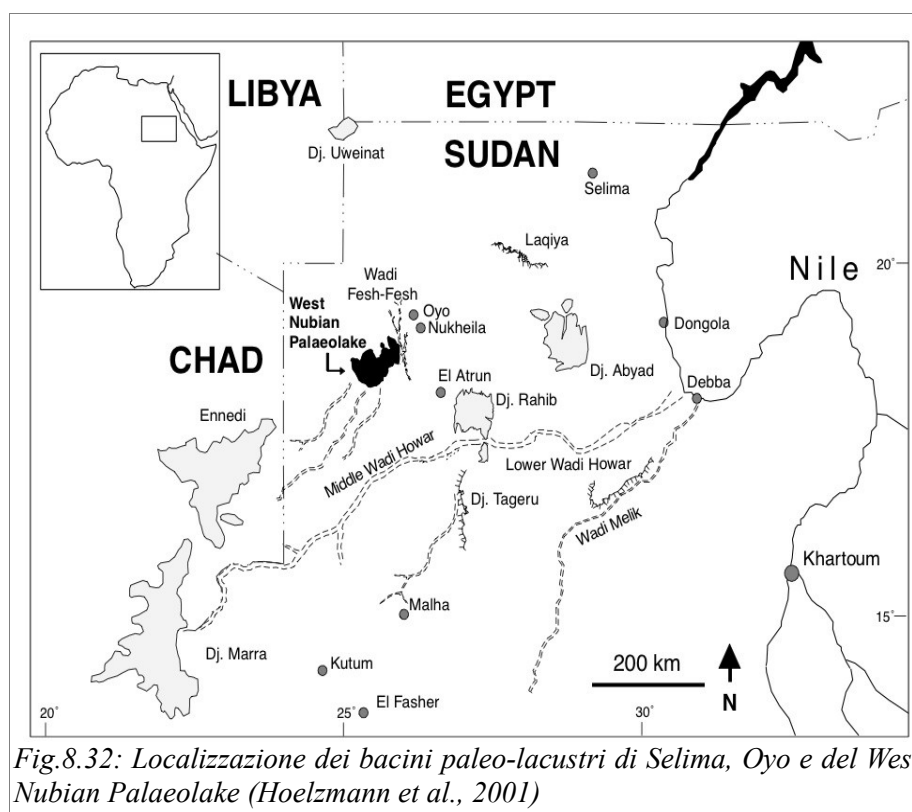 LIBYA
EGYPT
Dj. Uweinat
SUDAN
Selima
Laqiya
20
Nile
Wadi
Fesh-Fesh
Oyo
Nukheila
West
Nubian
Palaeolake
Dongola
CHAD
Dj. Abyad
Debba
El Atrun
Dj. Rahib
Ennedi
Middle Wadi Howar
Lower Wadi Howar
Dj. Tageru
Wadi Melik
Khartoum
Malha
15
Dj. Marra
Kutum
200 km
N
El Fasher
20
25
30
Fig.8.32: Localizzazione dei bacini paleo-lacustri di Selima, Oyo e del Wes
Nubian Palaeolake (Hoelzmann et al., 2001)